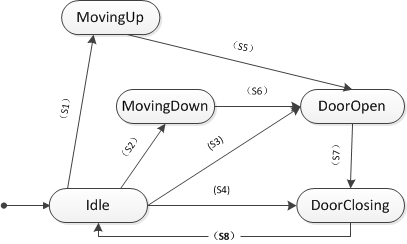 MovingUp
（S5）
（S1）
MovingDown
（S6）
DoorOpen
（S2）
(S3)
（S7）
Idle
(S4)
DoorClosing
（S8）